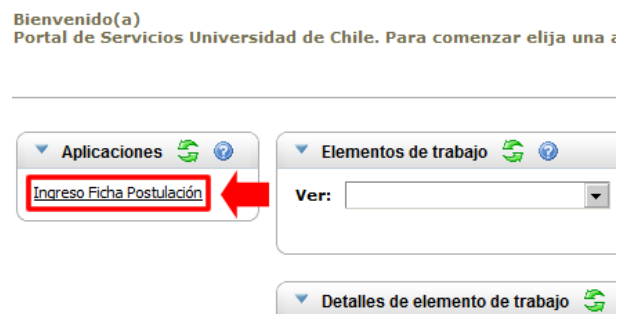 Bienvenido(a)
Portal de Servicios Universidad de Chile. Para comenzar elija una
Aplicaciones
Ingreso Ficha Postulación
Elementos de trabajo
Ver:
Detalles de elemento de trabajo